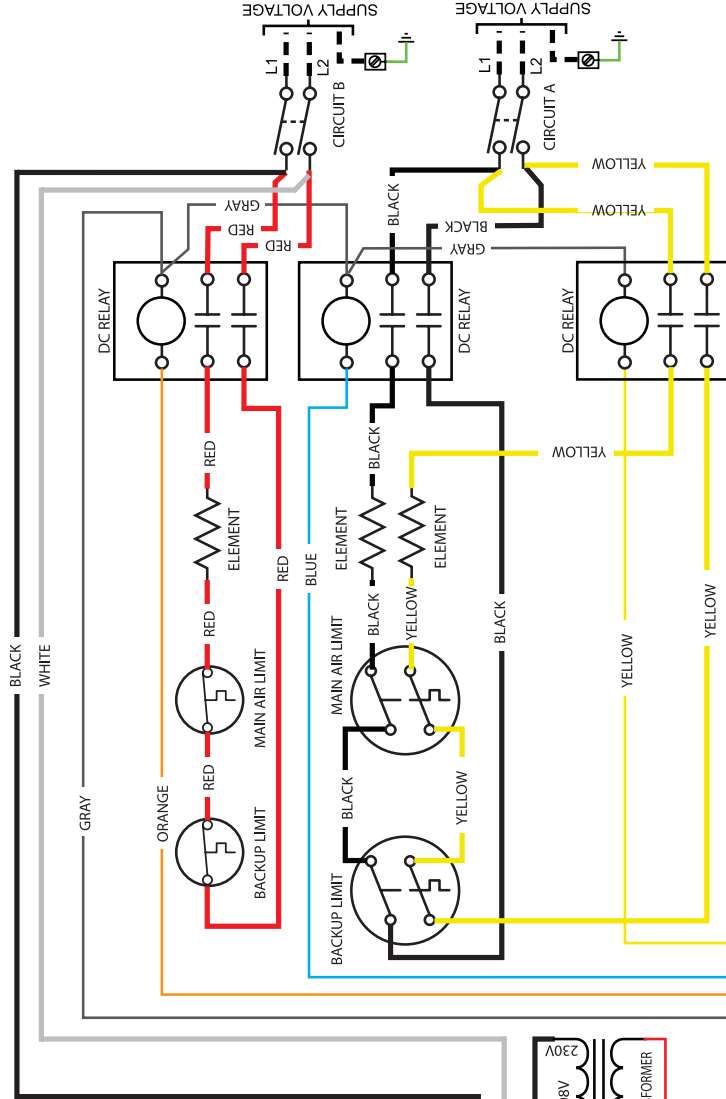 SUPPLY VOLTAGE
SUPPLY VOLTAGE
L1
L2
CIRCUIT B
L1
L2
CIRCUIT A
YELLOW
YELLOW
GRAY
RED
RED
BLACK
BLACK
GRAY
DC RELAY
DC RELAY
DC RELAY
RED
BLACK
YELLOW
ELEMENT
ELEMENT
ELEMENT
RED
BLUE
RED
BLACK
YELLOW
BLACK
YELLOW
BLACK
WHITE
MAIN AIR LIMIT
MAIN AIR LIMIT
YELLOW
GRAY
ORANGE
RED
BLACK
YELLOW
BACKUP LIMIT
BACKUP LIMIT
230V